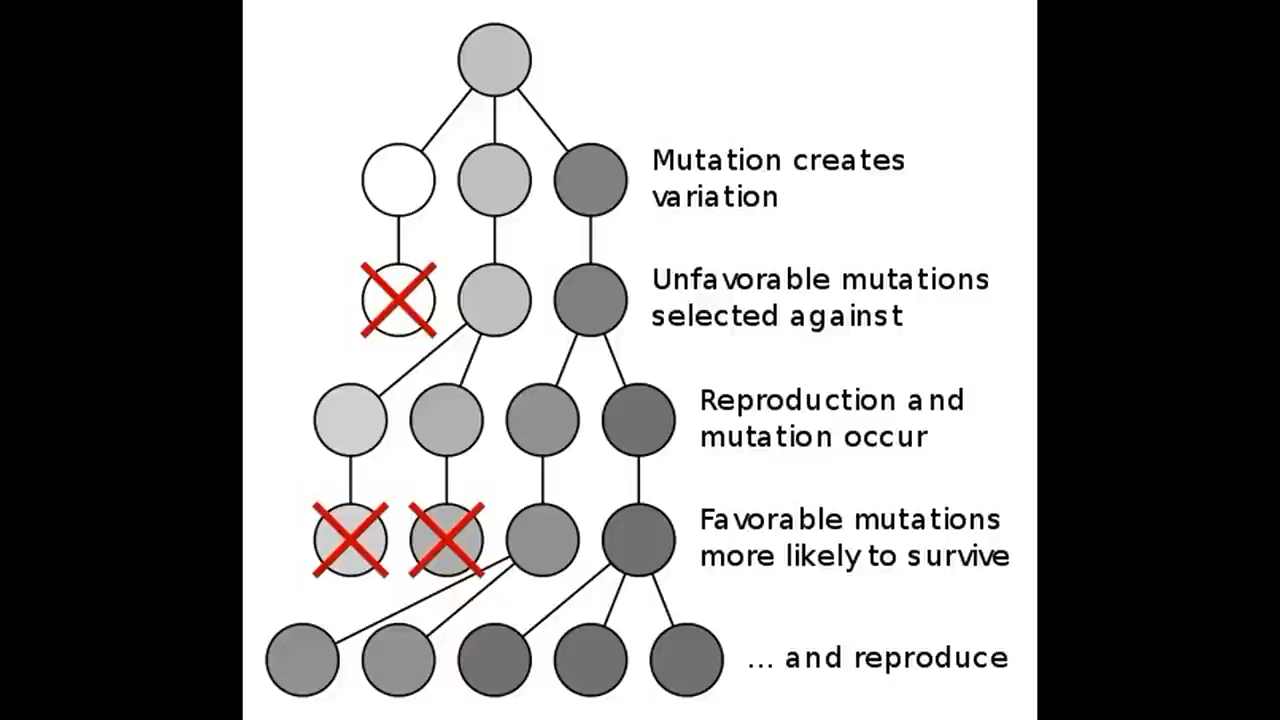 Mutation creates
variation
Unfavorable mutations
selected against
Reproduction and
mutation occur
Favorable mutations
more likely to survive
... and reproduce